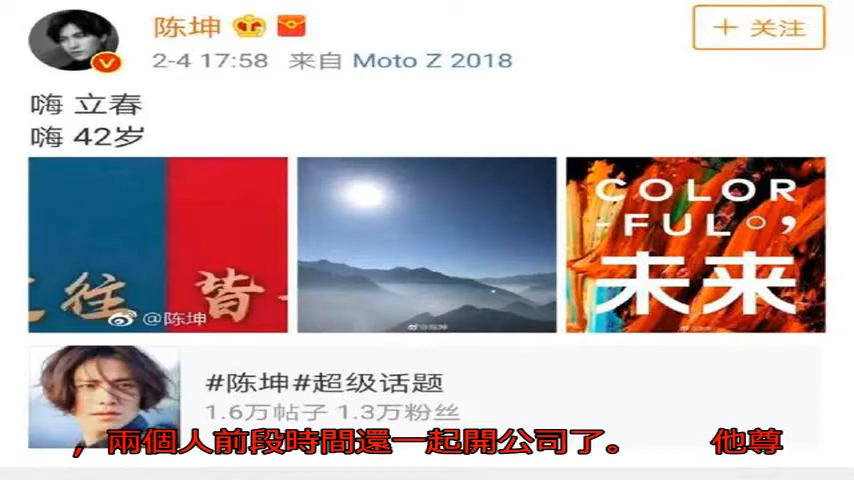 陈坤
+ 关注
2-4 17:58 来自 Moto Z 2018
嗨 立春
嗨 42岁
往 皆
@陈坤
COLOR
-FUL
未来
#陈坤#超级话题
1.6万帖子 1.3万粉丝
，兩個人前段時間還一起開公司了。 他尊